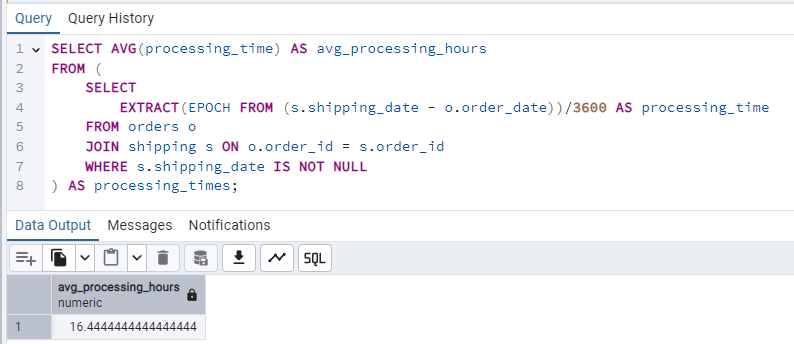 Query Query History
1 SELECT AVG(processing_time) AS avg_processing_hours
2 FROM (
3     SELECT
4         EXTRACT(EPOCH FROM (s.shipping_date - o.order_date))/3600 AS processing_time
5     FROM orders o
6     JOIN shipping s ON o.order_id = s.order_id
7     WHERE s.shipping_date IS NOT NULL
8 ) AS processing_times;
Data Output Messages Notifications
SQL
avg_processing_hours
numeric
1 16.4444444444444444